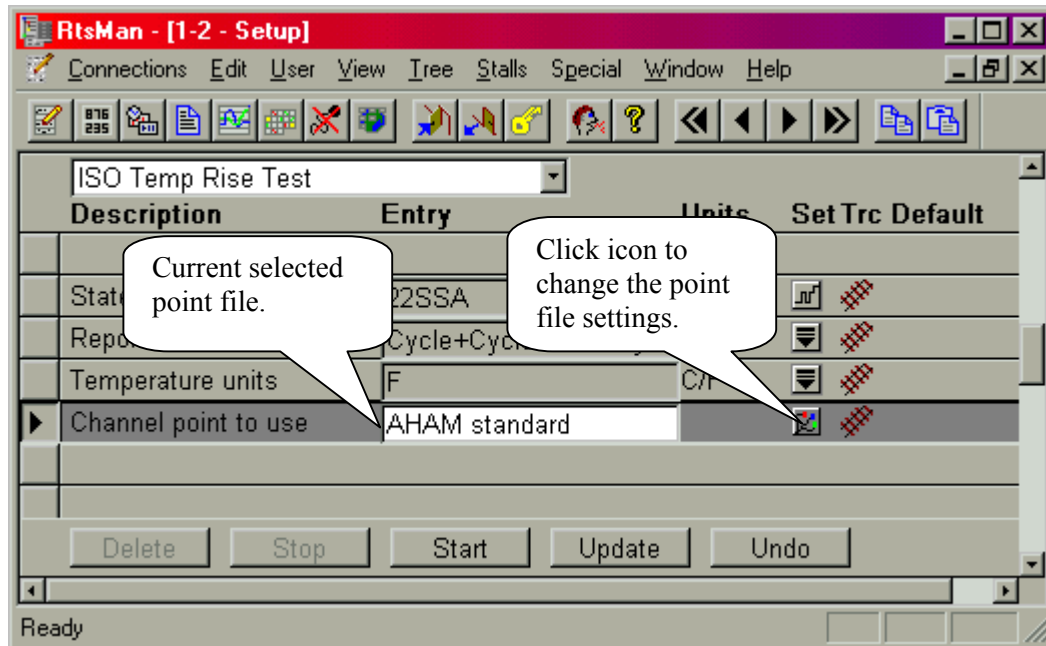 RtsMan - [1-2 - Setup]
Connections Edit User View Tree Stalls Special Window Help
ISO Temp Rise Test
Description Entry Units Set Trc Default
Current selected
point file.
Click icon to
change the point
file settings.
22SSA
Temperature units F
Channel point to use AHAM standard
Delete Stop Start Update Undo
Ready